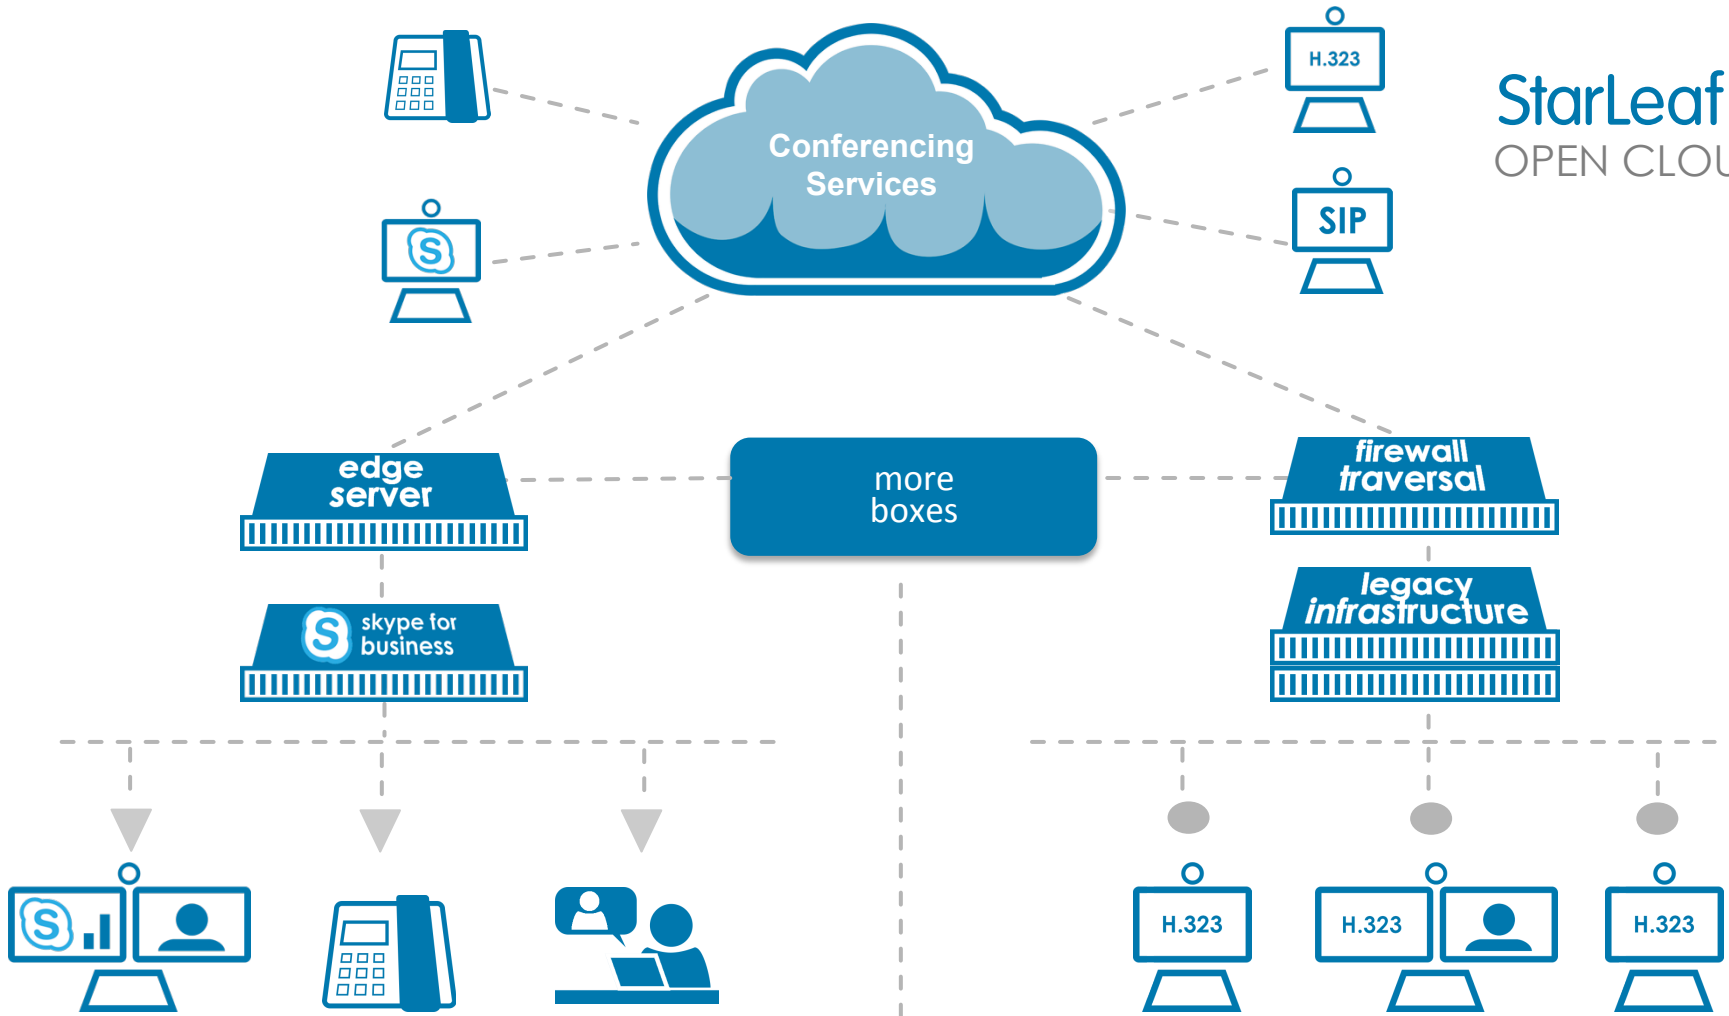 H.323
StarLeaf
OPEN CLOU
Conferencing
Services
SIP
S
edge
server
more
boxes
firewall
traversal
S
skype for
business
legacy
infrastructure
S
H.323
H.323
H.323